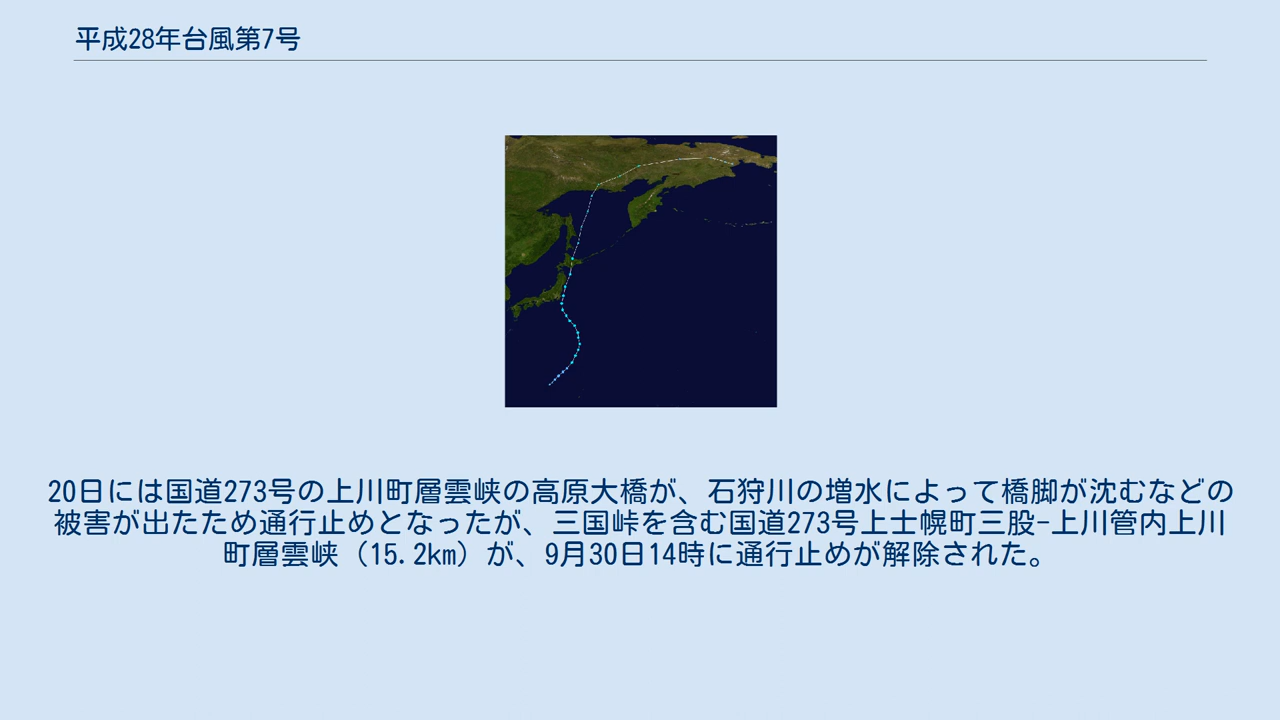 平成28年台風第7号
20日には国道273号の上川町層雲峡の高原大橋が、石狩川の増水によって橋脚が沈むなどの
被害が出たため通行止めとなったが、三国峠を含む国道273号上士幌町三股-上川管内上川
町層雲峡（15.2km）が、9月30日14時に通行止めが解除された。